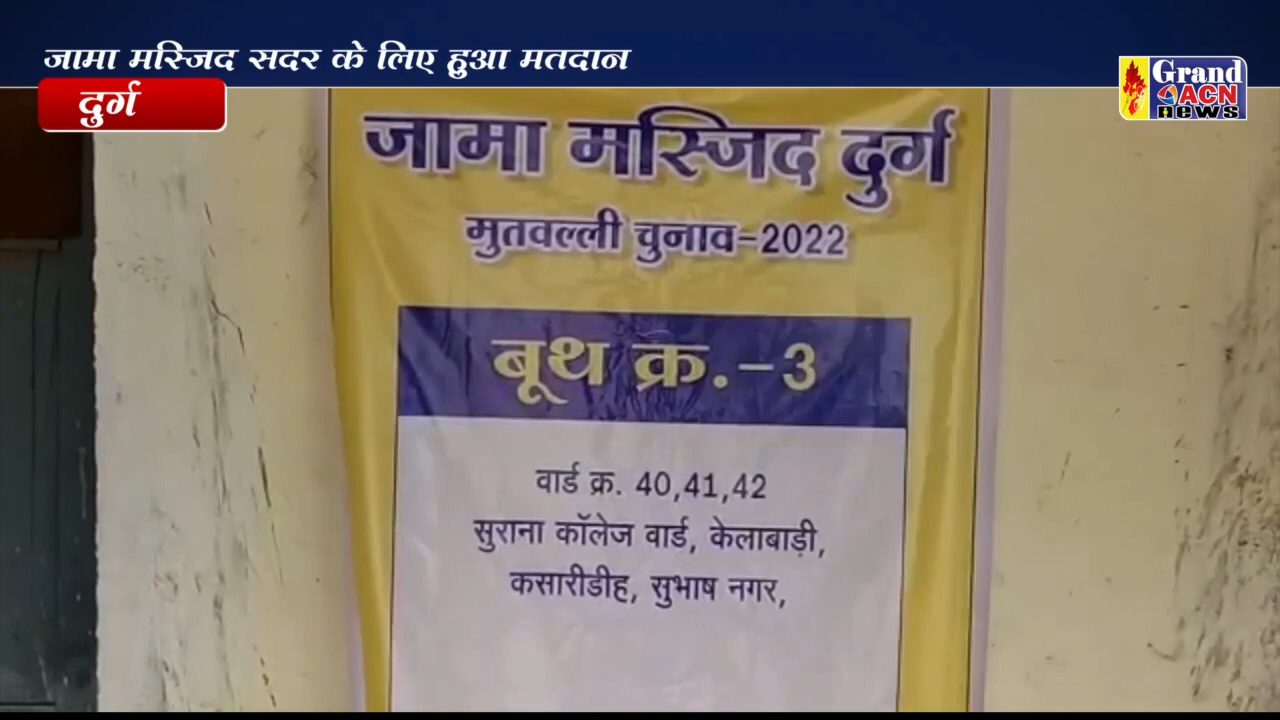 जामा मस्जिद सदर के लिए हुआ मतदान
दुर्ग
Grand
ACN
news
जामा मस्जिद दुर्ग
मुतवल्ली चुनाव-2022
बूथ क्र.-3
वार्ड क्र. 40,41,42
सुराना कॉलेज वार्ड, केलाबाड़ी,
कसारीडीह, सुभाष नगर,